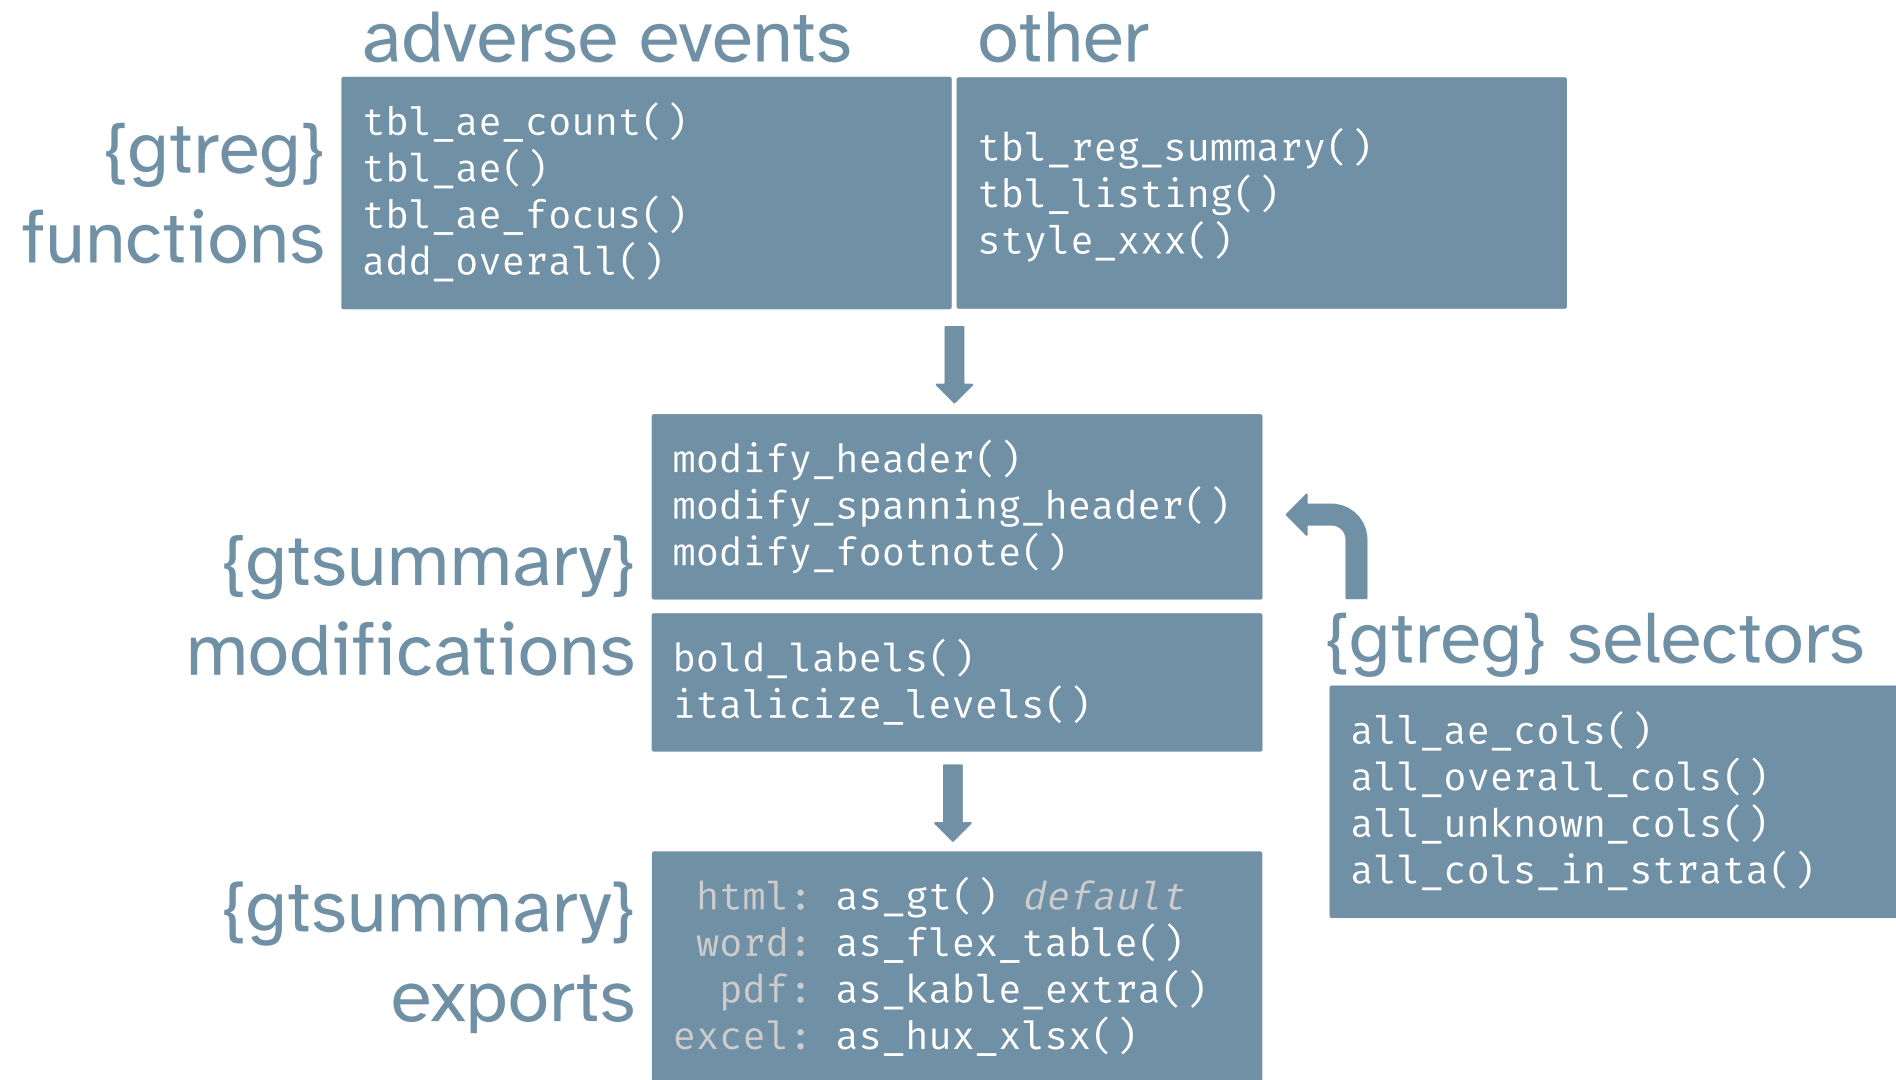 adverse events
other
{gtreg}
functions
tbl_ae_count()
tbl_ae()
tbl_ae_focus()
add_overall()
tbl_reg_summary()
tbl_listing()
style_xxx()
{gtsummary}
modifications
modify_header()
modify_spanning_header()
modify_footnote()
bold_labels()
italicize_levels()
{gtreg} selectors
all_ae_cols()
all_overall_cols()
all_unknown_cols()
all_cols_in_strata()
{gtsummary}
exports
html: as_gt() default
word: as_flex_table()
pdf: as_kable_extra()
excel: as_hux_xlsx()